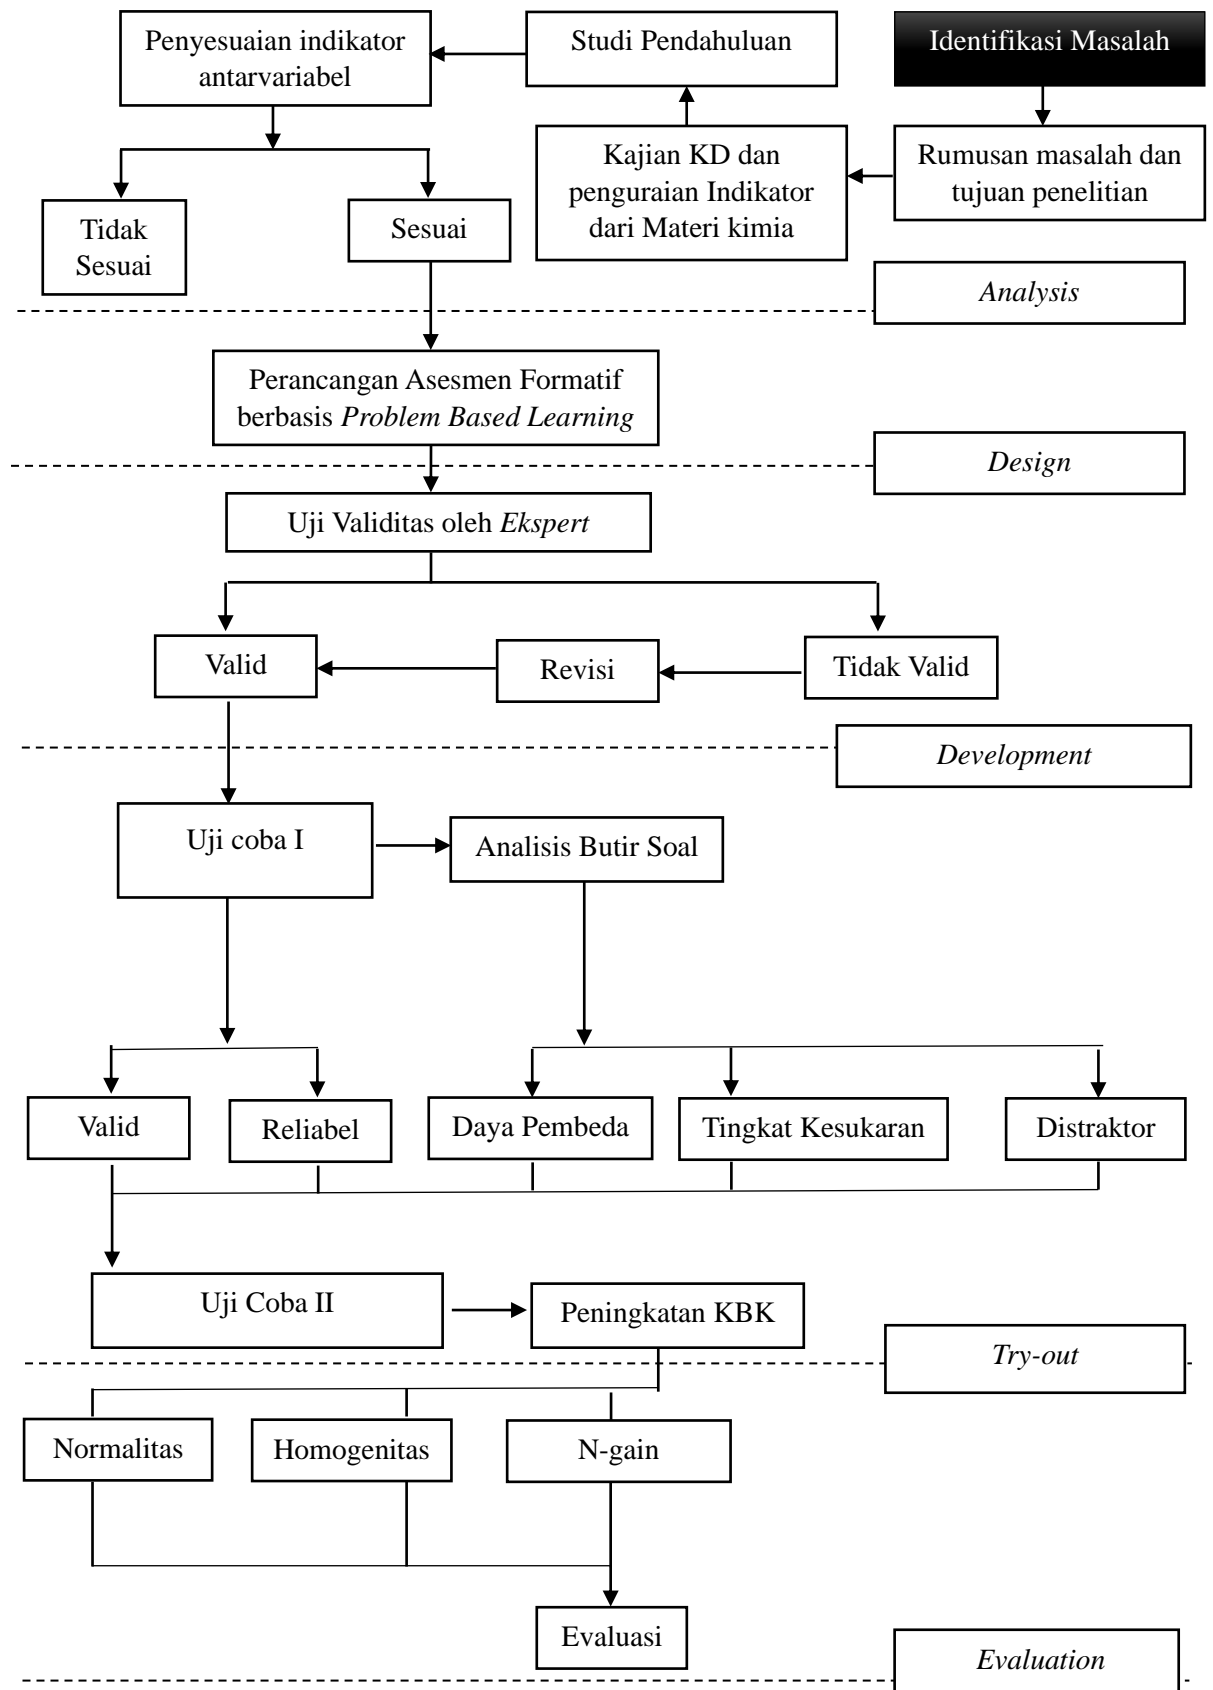 Penyesuaian indikator
antarvariabel
Studi Pendahuluan
Identifikasi Masalah
Kajian KD dan
penguraian Indikator
dari Materi kimia
Rumusan masalah dan
tujuan penelitian
Tidak
Sesuai
Sesuai
Analysis
Perancangan Asesmen Formatif
berbasis Problem Based Learning
Design
Uji Validitas oleh Ekspert
Valid
Revisi
Tidak Valid
Development
Uji coba I
Analisis Butir Soal
Valid
Reliabel
Daya Pembeda
Tingkat Kesukaran
Distraktor
Uji Coba II
Peningkatan KBK
Try-out
Normalitas
Homogenitas
N-gain
Evaluasi
Evaluation